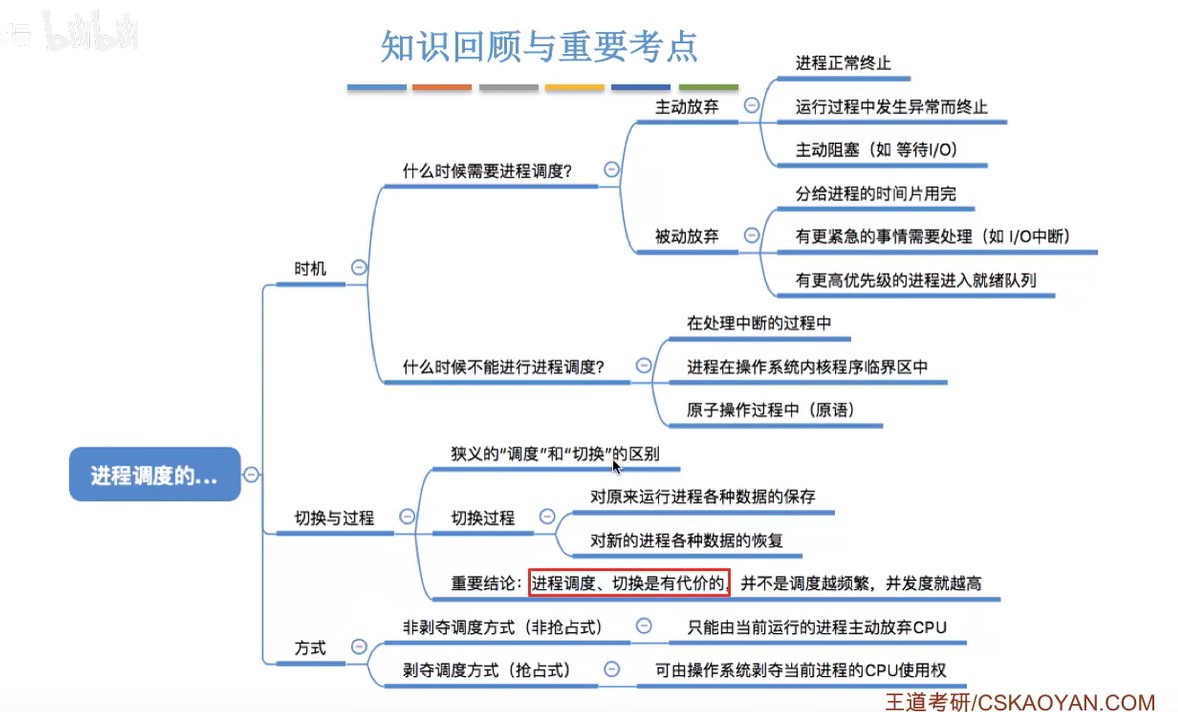 bilibili
知识回顾与重要考点
进程正常终止
主动放弃
运行过程中发生异常而终止
主动阻塞（如 等待I/O）
什么时候需要进程调度？
分给进程的时间片用完
被动放弃
有更紧急的事情需要处理（如 I/O中断）
有更高优先级的进程进入就绪队列
时机
在处理中断的过程中
什么时候不能进行进程调度？
进程在操作系统内核程序临界区中
原子操作过程中（原语）
进程调度的...
狭义的“调度”和“切换”的区别
切换与过程
切换过程
对原来运行进程各种数据的保存
对新的进程各种数据的恢复
重要结论：进程调度、切换是有代价的，并不是调度越频繁，并发度就越高
方式
非剥夺调度方式（非抢占式）
只能由当前运行的进程主动放弃CPU
剥夺调度方式（抢占式）
可由操作系统剥夺当前进程的CPU使用权
王道考研/CSKAOYAN.COM